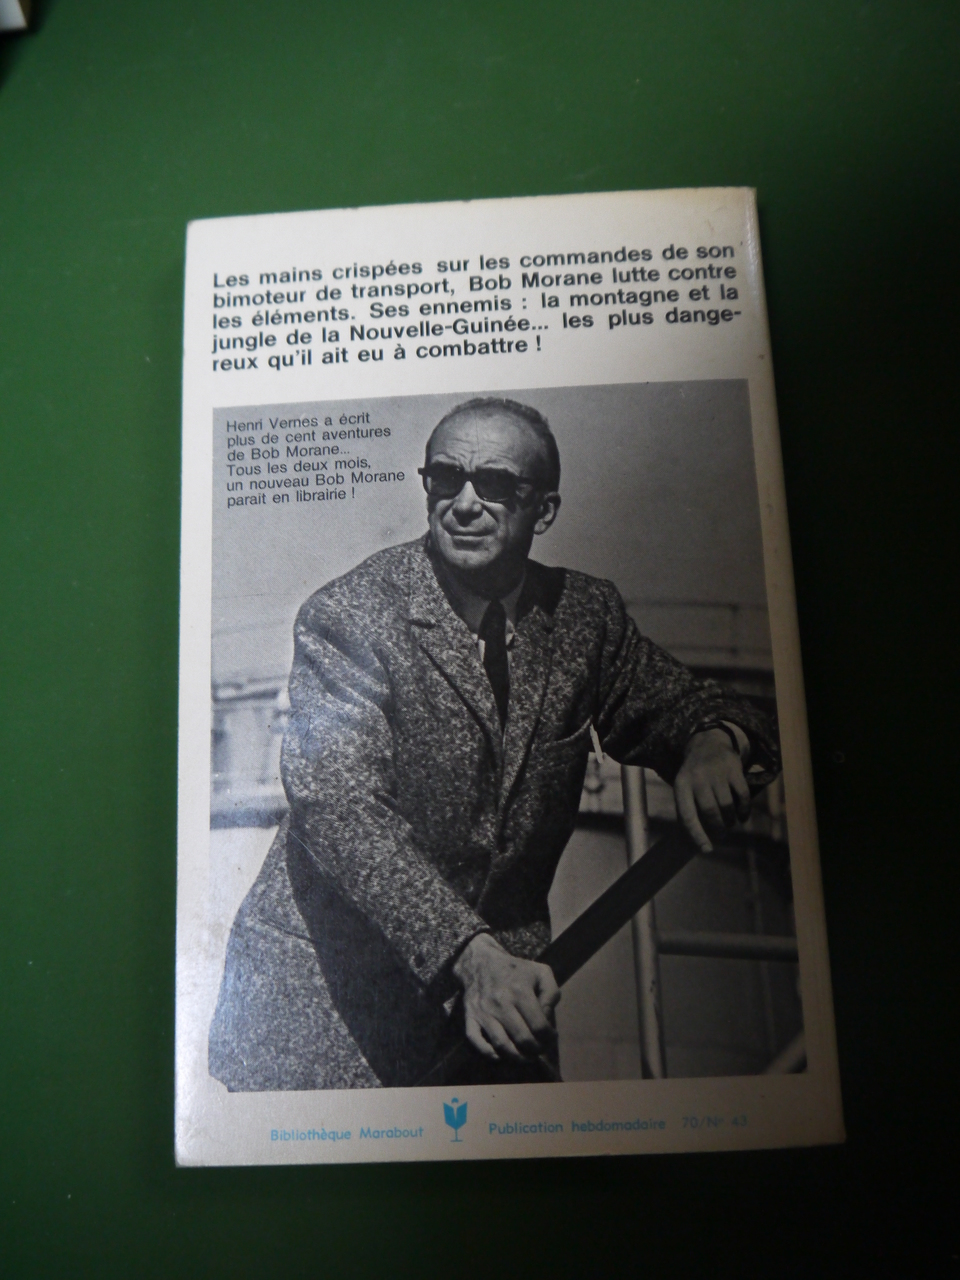 Les mains crispées sur les commandes de son
bimoteur de transport, Bob Morane lutte contre
les éléments. Ses ennemis : la montagne et la
jungle de la Nouvelle-Guinée... les plus dange-
reux qu'il ait eu à combattre !
Henri Vernes a écrit
plus de cent aventures
de Bob Morane...
Tous les deux mois,
un nouveau Bob Morane
parait en librairie !
Bibliothèque Marabout
Publication hebdomadaire 70/N° 43